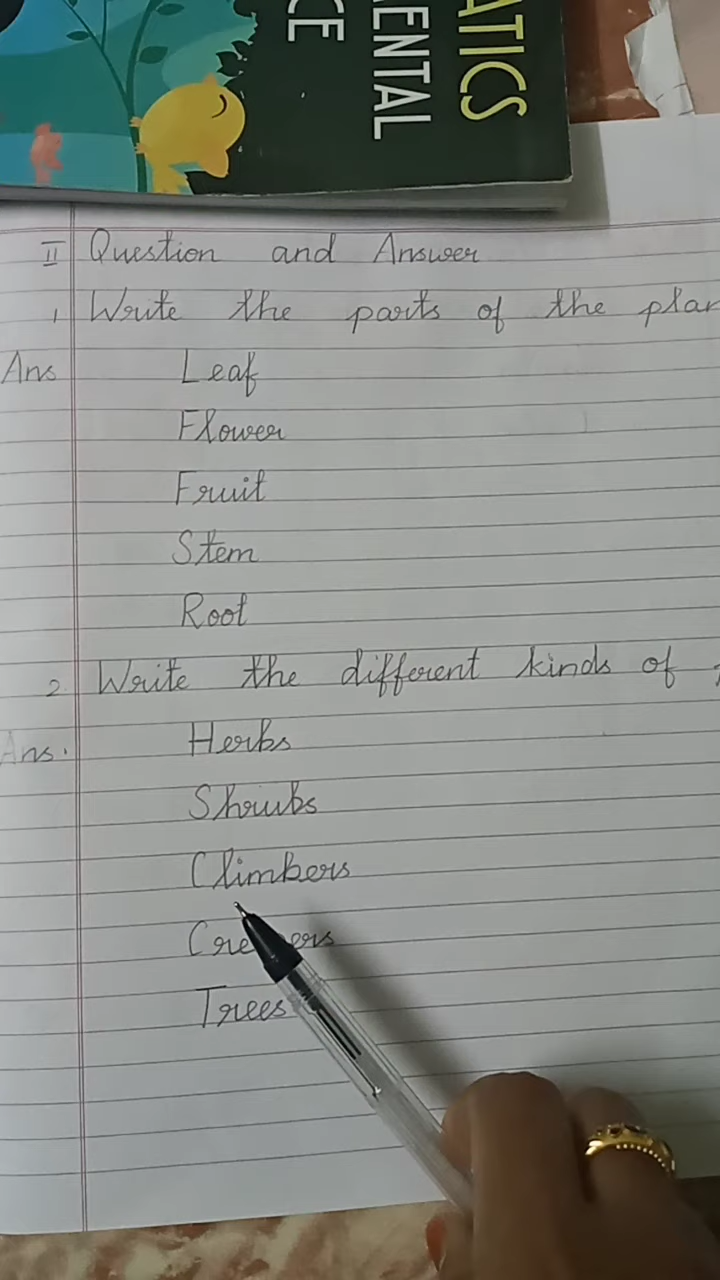 ATICS
MENTAL
CE
II Question and Answer
1 Write the parts of the
Ans Leaf
Flower
Fruit
Stem
Root
2 Write the different kinds of
Ans. Herbs
Shrubs
Climbers
Trees